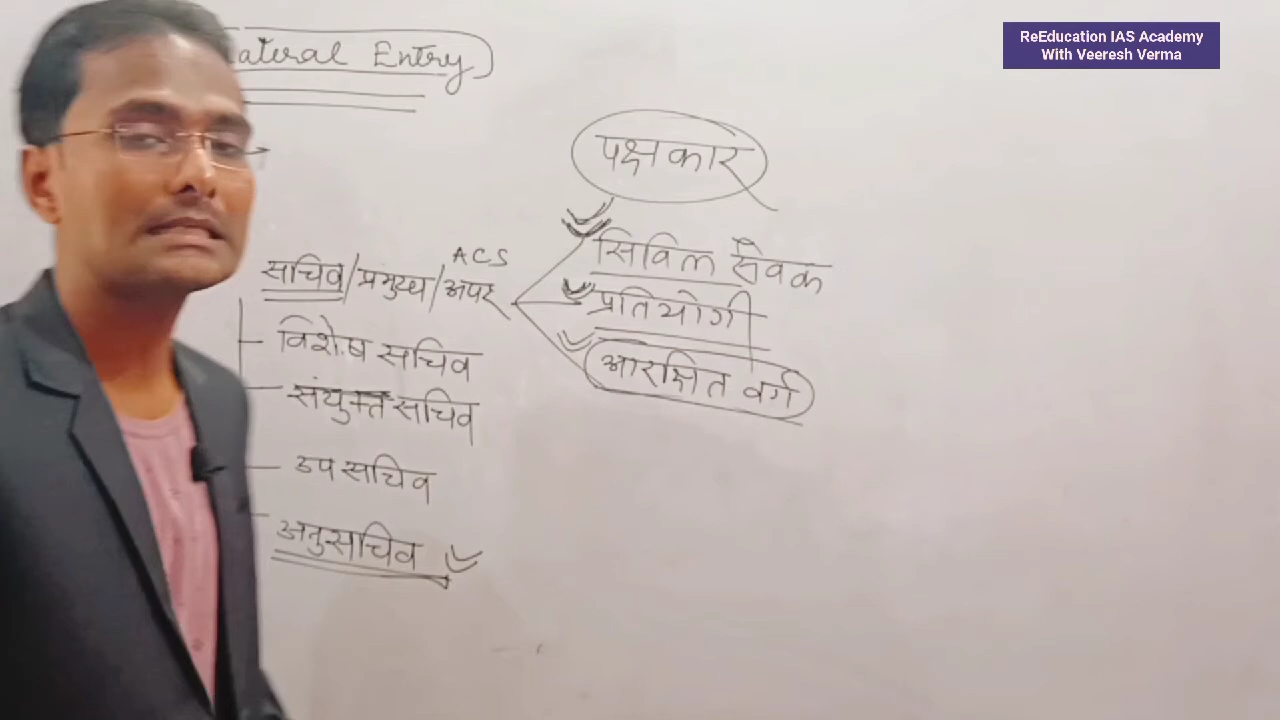 ReEducation IAS Academy
With Veeresh Verma
Entry
पक्षकार
सिविल सेवक
प्रतियोगी
आरक्षित वर्ग
ACS
सचिव/प्रमुख/अपर
विशेष सचिव
संयुक्त सचिव
उप सचिव
अनुसचिव